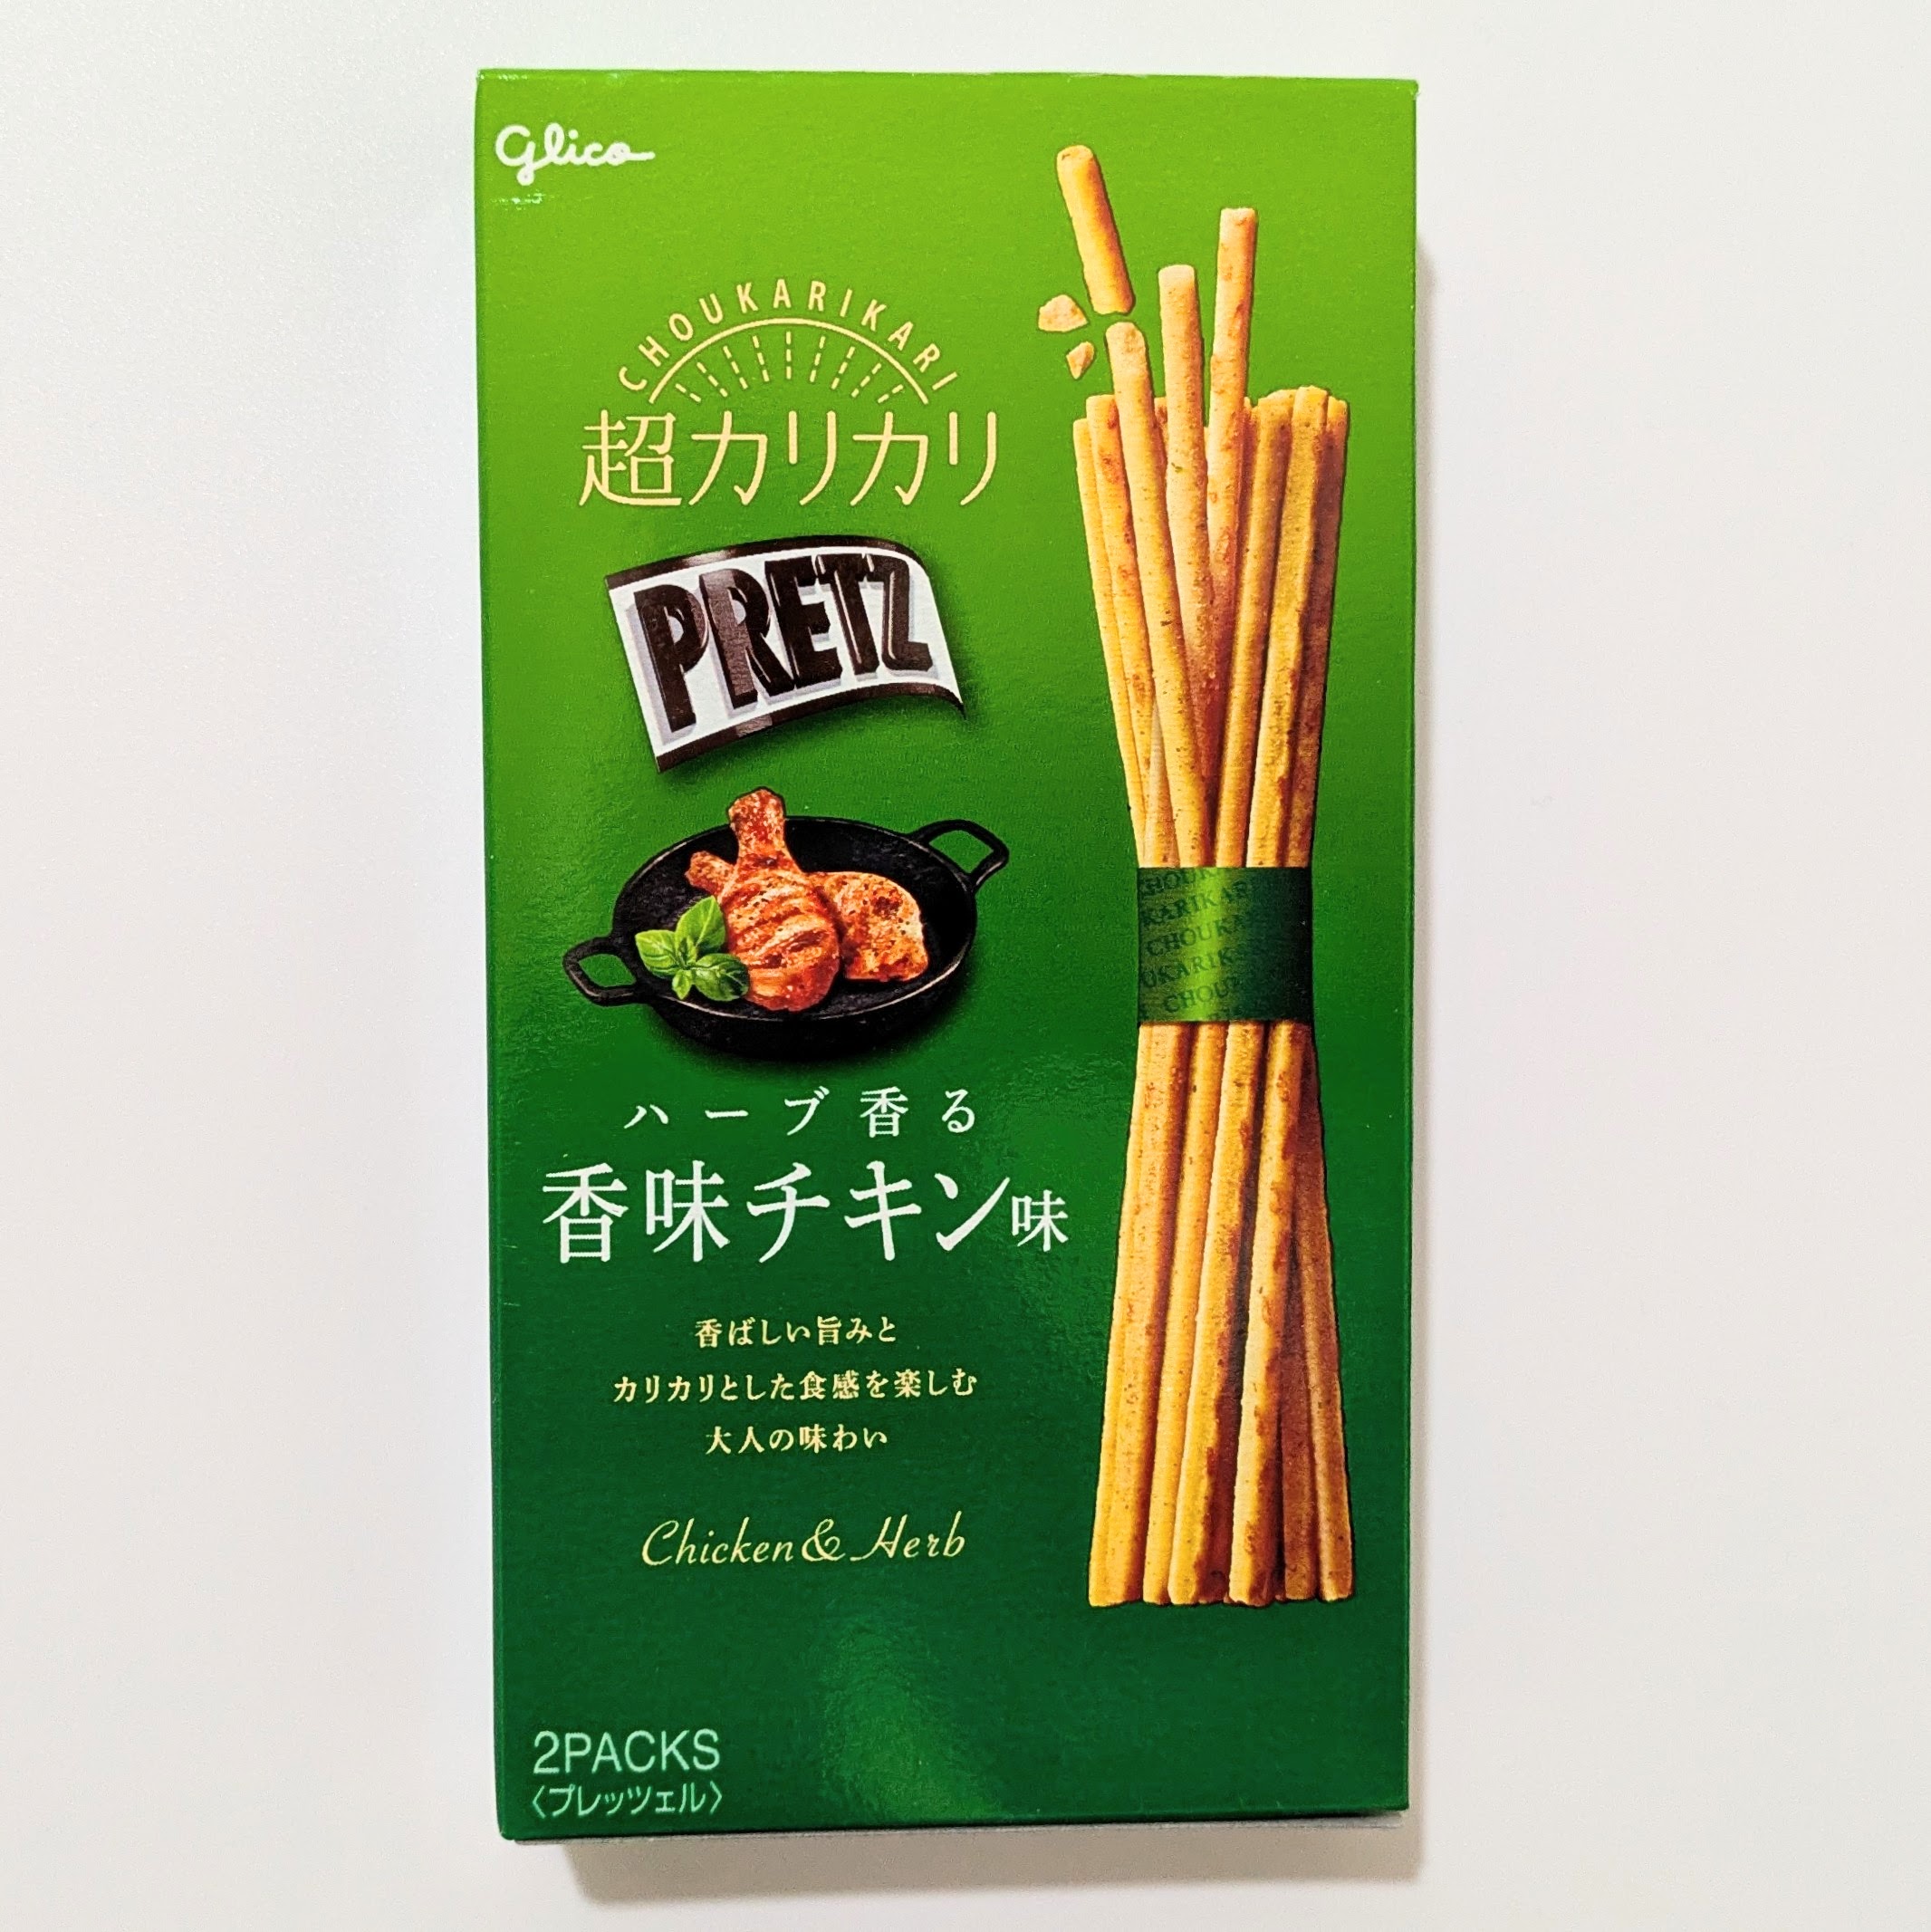 Glico
CHOUKARIKARI
超カリカリ
PRETZ
ハーブ香る
香味チキン味
香ばしい旨みと
カリカリとした食感を楽しむ
大人の味わい
Chicken & Herb
2PACKS
〈プレッツェル〉